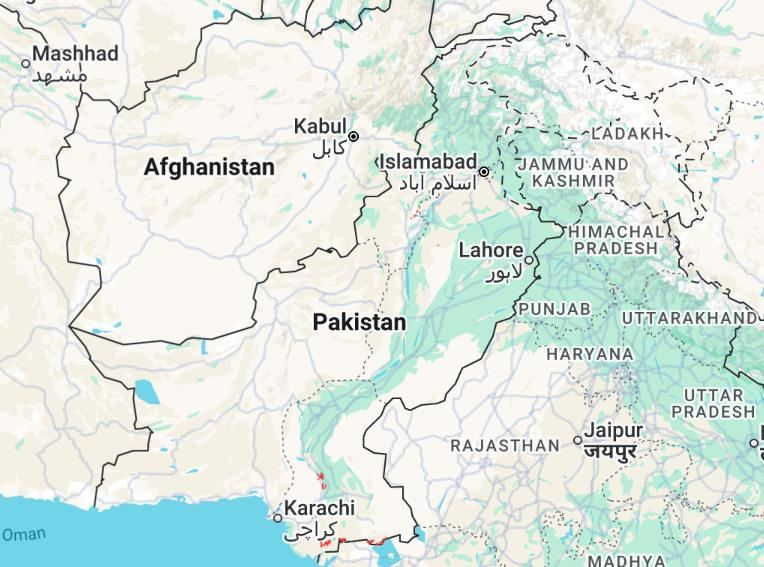 Mashhad
مشهد
Kabul
کابل
Afghanistan
Islamabad
اسلام آباد
LADAKH
JAMMU AND
KASHMIR
HIMACHAL
PRADESH
Lahore
لاہور
Pakistan
PUNJAB
UTTARAKHAND
HARYANA
UTTAR
PRADESH
Jaipur
जयपुर
RAJASTHAN
Karachi
کراچی
Oman
MADHYA